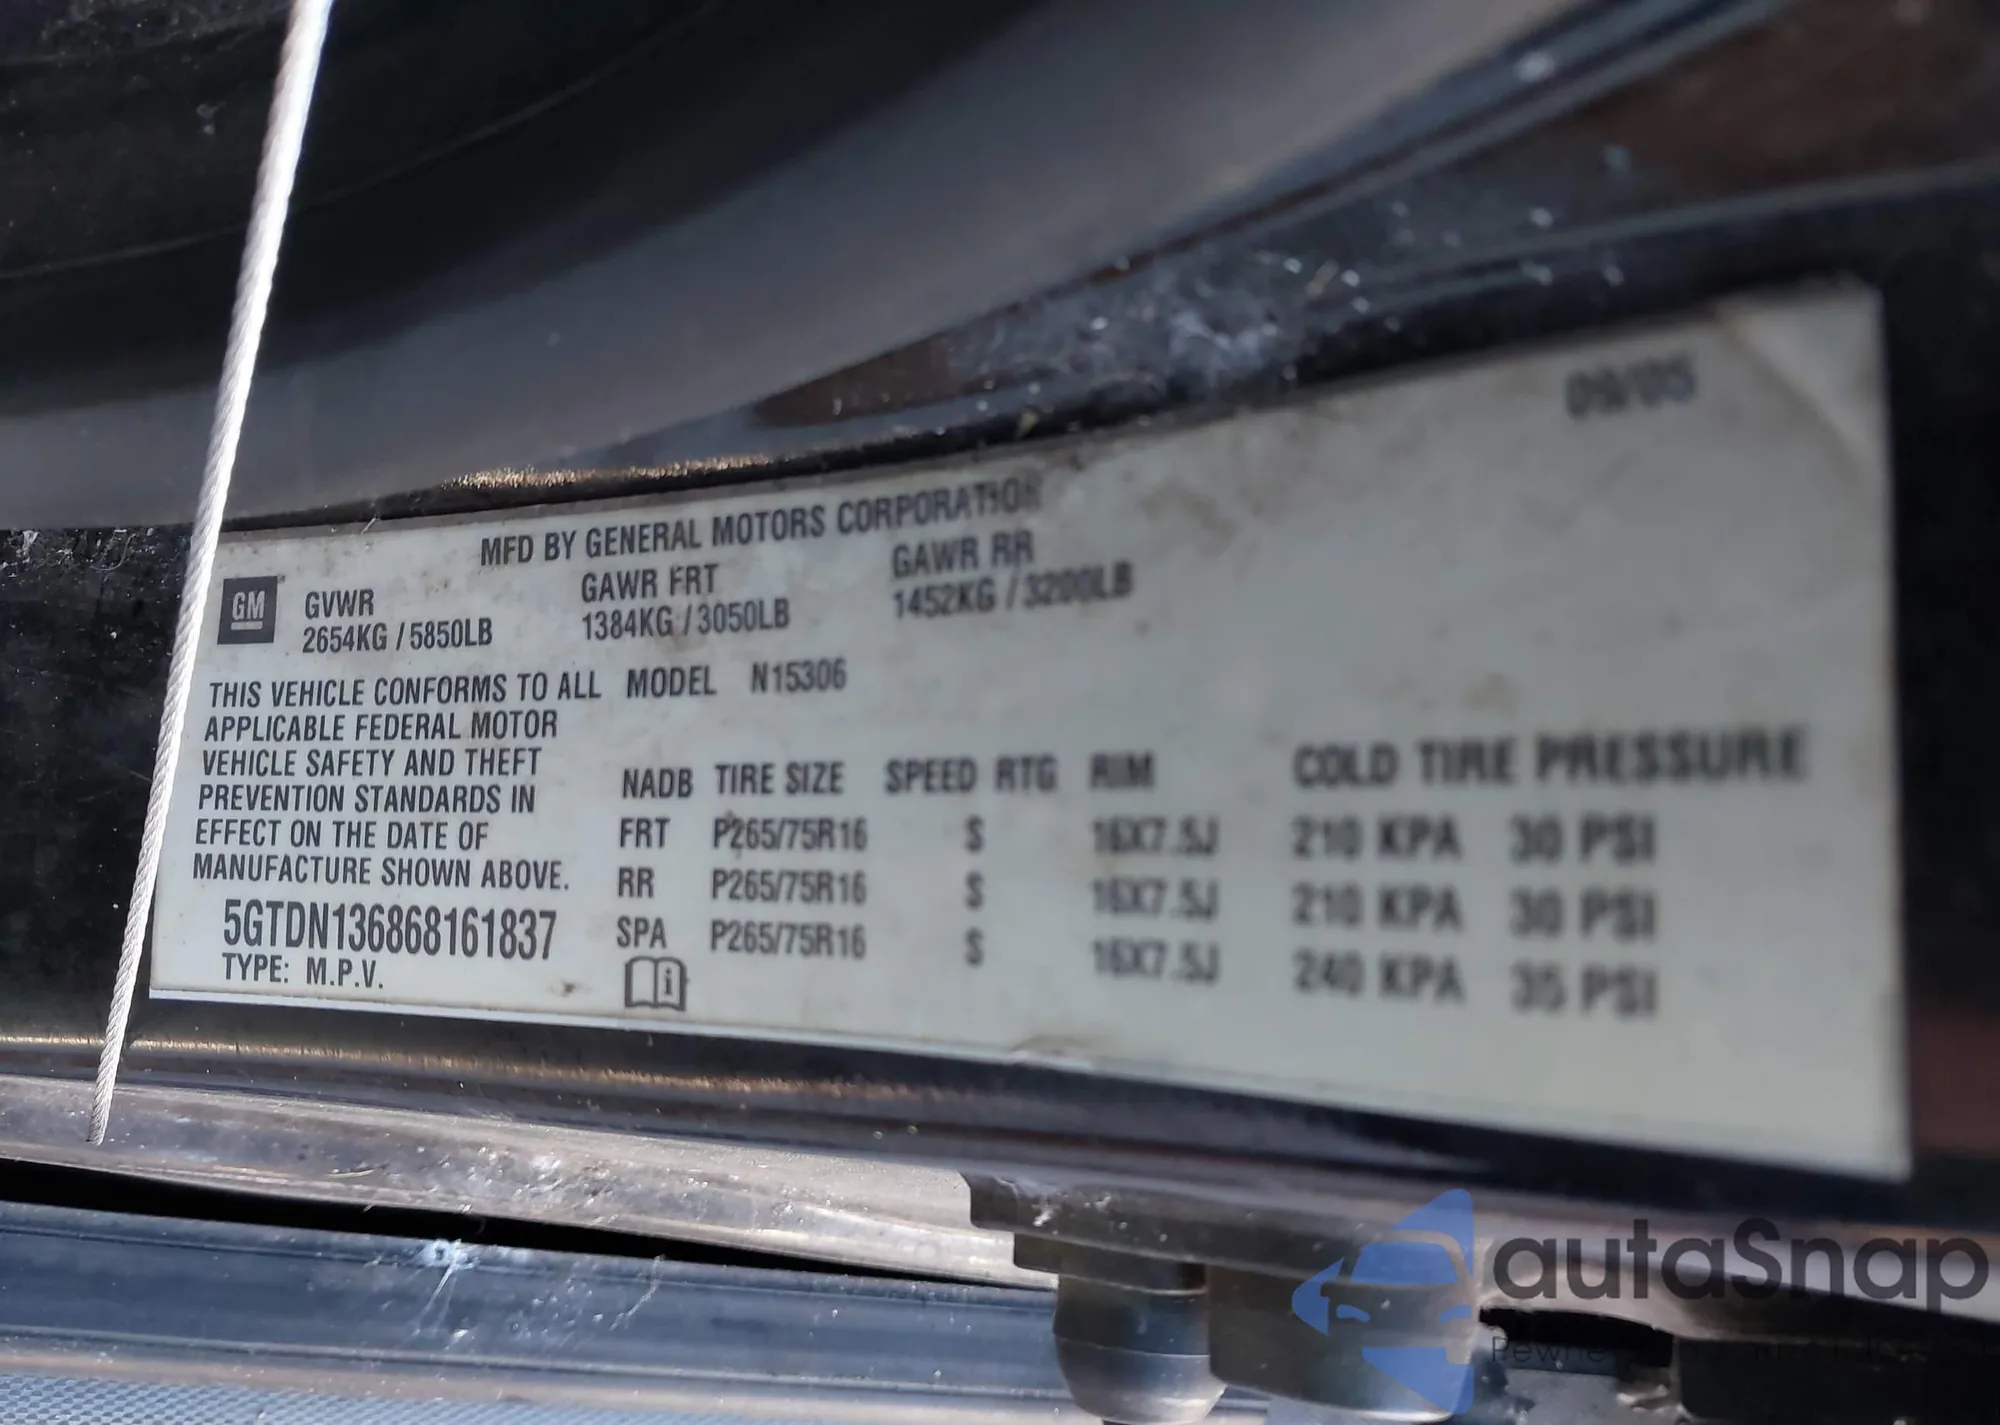 09/05
MFD BY GENERAL MOTORS CORPORATION
GM
GVWR GAWR FRT GAWR RR
2654KG / 5850LB 1384KG / 3050LB 1452KG / 3200LB
THIS VEHICLE CONFORMS TO ALL MODEL N15306
APPLICABLE FEDERAL MOTOR
VEHICLE SAFETY AND THEFT
PREVENTION STANDARDS IN
EFFECT ON THE DATE OF
MANUFACTURE SHOWN ABOVE.
5GTDN136868161837
TYPE: M.P.V.
NADB TIRE SIZE SPEED RTG RIM COLD TIRE PRESSURE
FRT P265/75R16 S 16X7.5J 210 KPA 30 PSI
RR P265/75R16 S 16X7.5J 210 KPA 30 PSI
SPA P265/75R16 S 16X7.5J 240 KPA 35 PSI
i
autaSnap